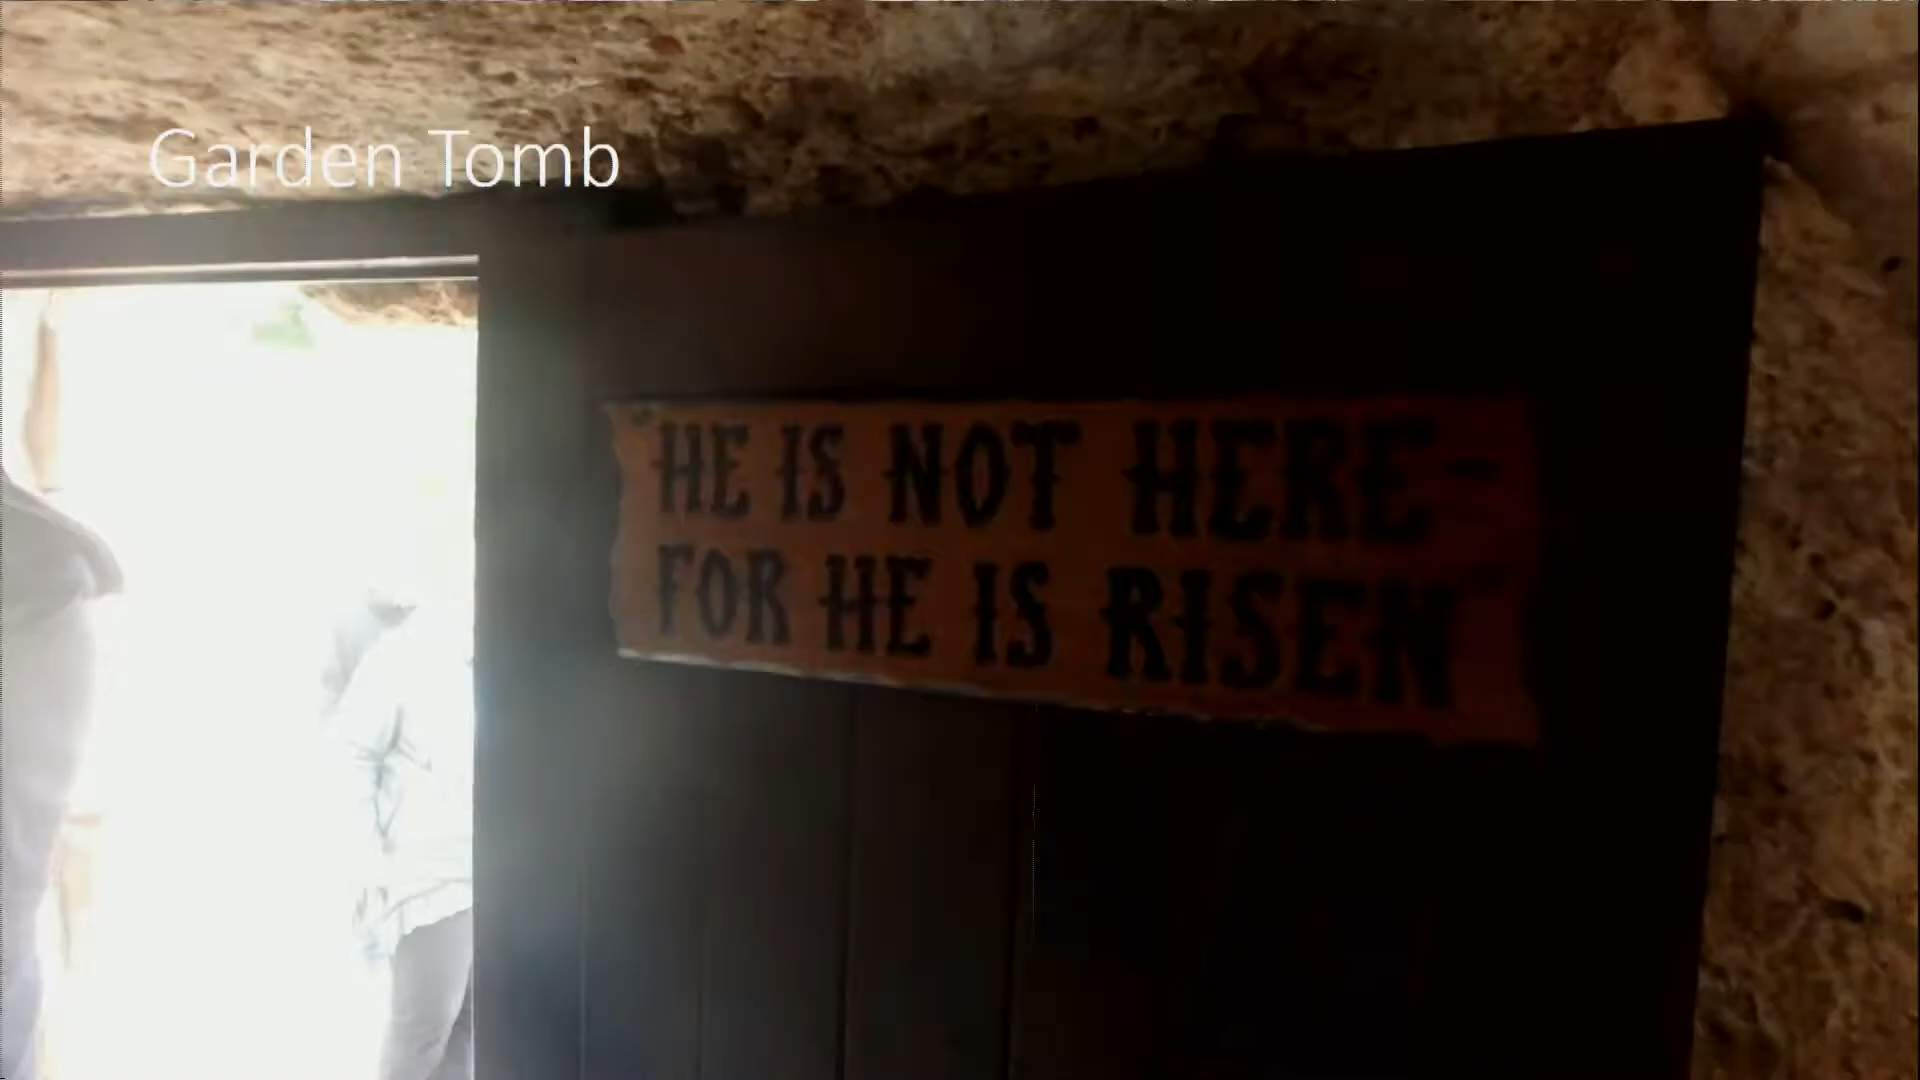 Garden Tomb
"HE IS NOT HERE-
FOR HE IS RISEN"